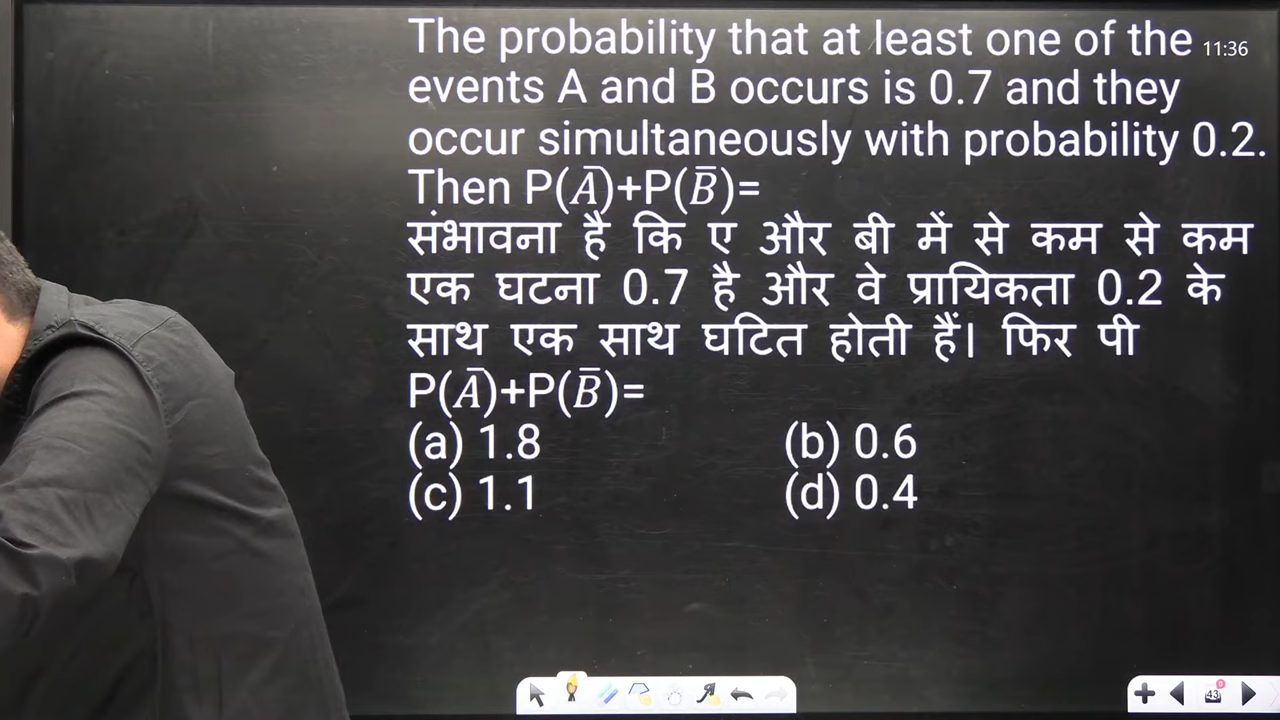 The probability that at least one of the 11:36
events A and B occurs is 0.7 and they
occur simultaneously with probability 0.2.
Then P(A̅)+P(B̅)=
संभावना है कि ए और बी में से कम से कम
एक घटना 0.7 है और वे प्रायिकता 0.2 के
साथ एक साथ घटित होती हैं। फिर पी
P(A̅)+P(B̅)=
(a) 1.8 (b) 0.6
(c) 1.1 (d) 0.4
43